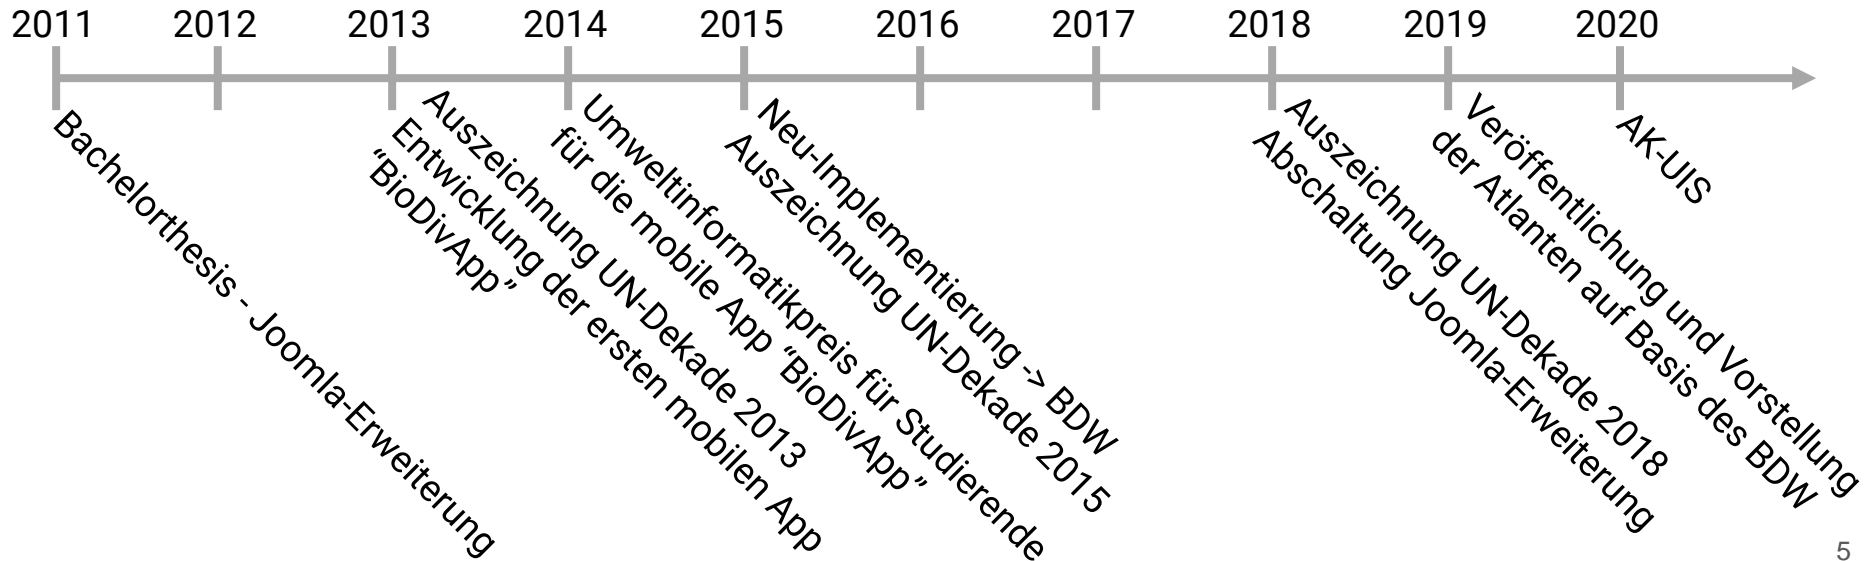 2011 2012 2013 2014 2015 2016 2017 2018 2019 2020
Bachelorthesis - Joomla-Erweiterung
Auszeichnung UN-Dekade 2013
Entwicklung der ersten mobilen App
“BioDivApp”
Umweltinformatikpreis für Studierende
für die mobile App “BioDivApp”
Neu-Implementierung -> BDW
Auszeichnung UN-Dekade 2015
Auszeichnung UN-Dekade 2018
Abschaltung Joomla-Erweiterung
Veröffentlichung und Vorstellung
der Atlanten auf Basis des BDW
AK-UIS
5